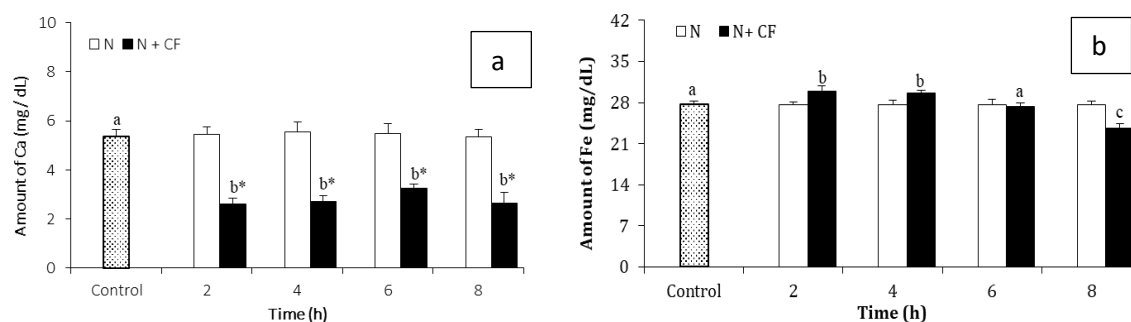 10
8
6
4
2
0
Amount of Ca (mg/dL)
N N + CF
a
a
b*
b*
b*
b*
Control 2 4 6 8
Time (h)
42
35
28
21
14
7
0
Amount of Fe (mg/dL)
N N+ CF
b
a
b
b
a
c
Control 2 4 6 8
Time (h)